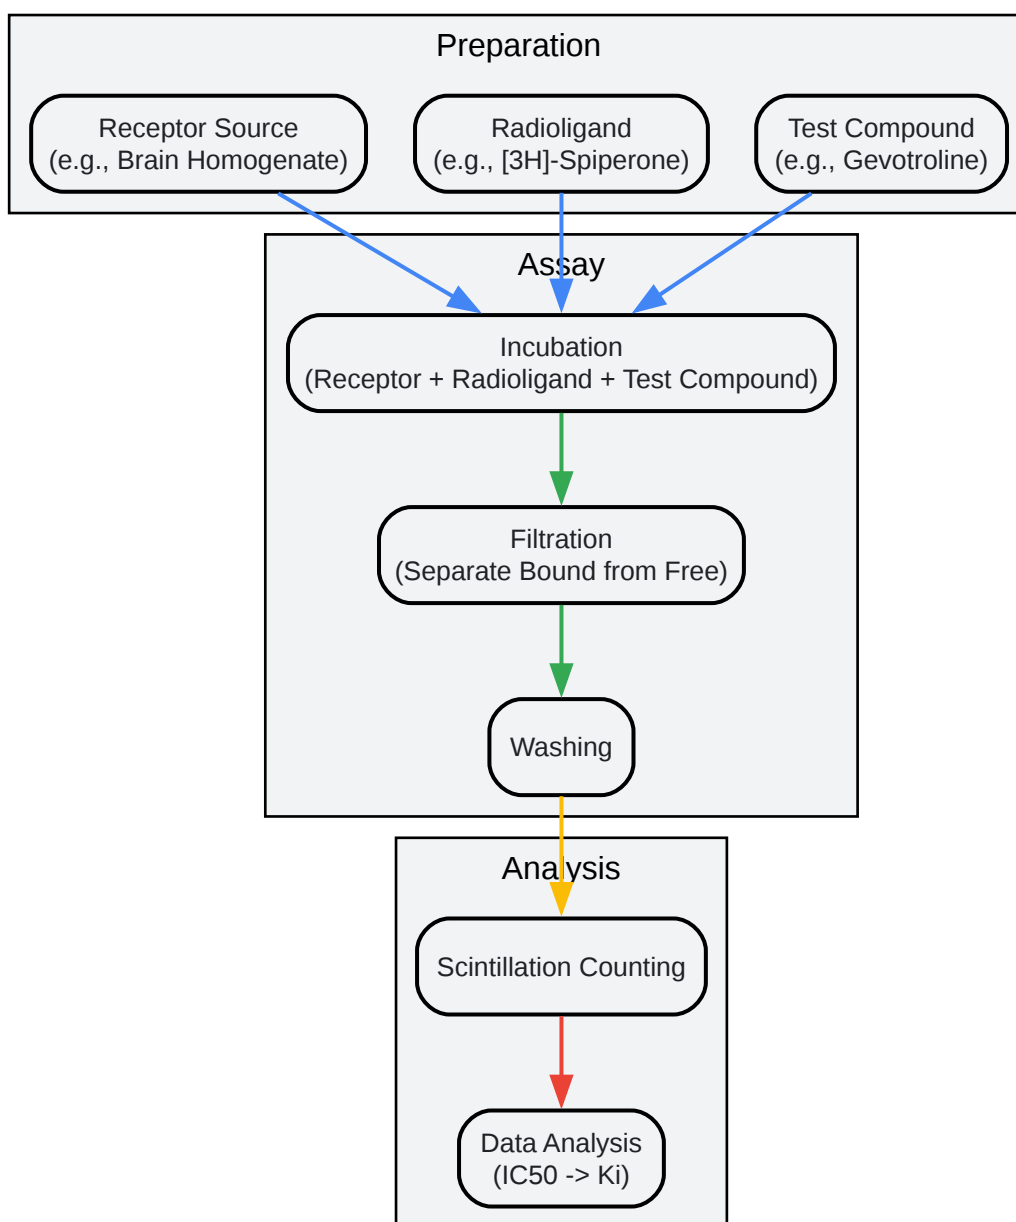 Preparation
Receptor Source
(e.g., Brain Homogenate)
Radioligand
(e.g., [3H]-Spiperone)
Test Compound
(e.g., Gevotroline)
Assay
Incubation
(Receptor + Radioligand + Test Compound)
Filtration
(Separate Bound from Free)
Washing
Analysis
Scintillation Counting
Data Analysis
(IC50 -> Ki)